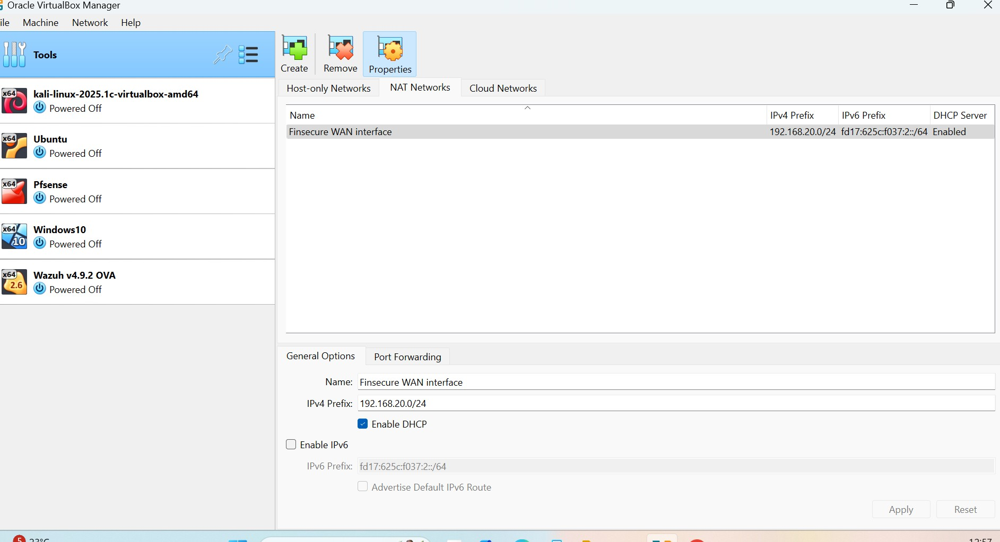 Oracle VirtualBox Manager
ile Machine Network Help
Tools
Create Remove Properties
x64 kali-linux-2025.1c-virtualbox-amd64
Powered Off
x64 Ubuntu
Powered Off
x64 Pfsense
Powered Off
x64 10 Windows10
Powered Off
x64 2.6 Wazuh v4.9.2 OVA
Powered Off
Host-only Networks NAT Networks Cloud Networks
Name IPv4 Prefix IPv6 Prefix DHCP Server
Finsecure WAN interface 192.168.20.0/24 fd17:625c:f037:2::/64 Enabled
General Options Port Forwarding
Name: Finsecure WAN interface
IPv4 Prefix: 192.168.20.0/24
Enable DHCP
Enable IPv6
IPv6 Prefix: fd17:625c:f037:2::/64
Advertise Default IPv6 Route
Apply Reset
5 23°C 12:57